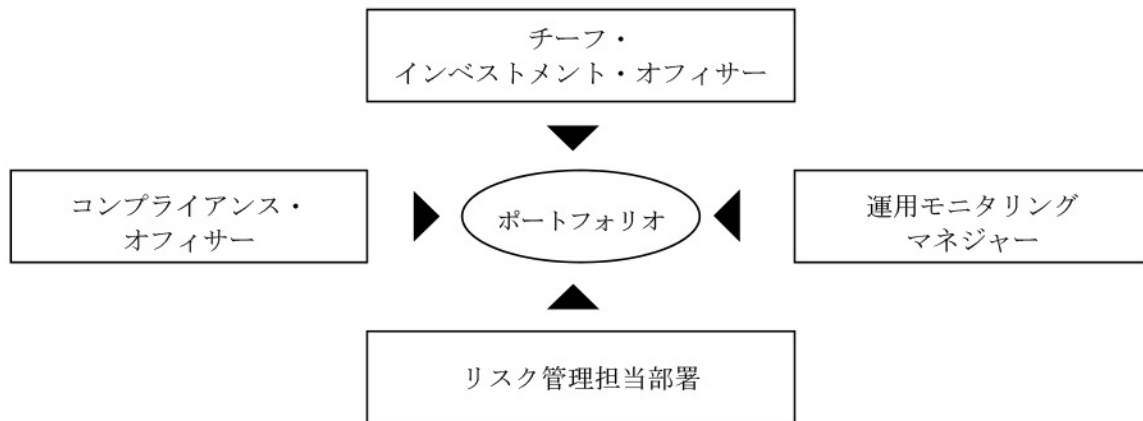 チーフ・
インベストメント・オフィサー
コンプライアンス・
オフィサー
ポートフォリオ
運用モニタリング
マネジャー
リスク管理担当部署